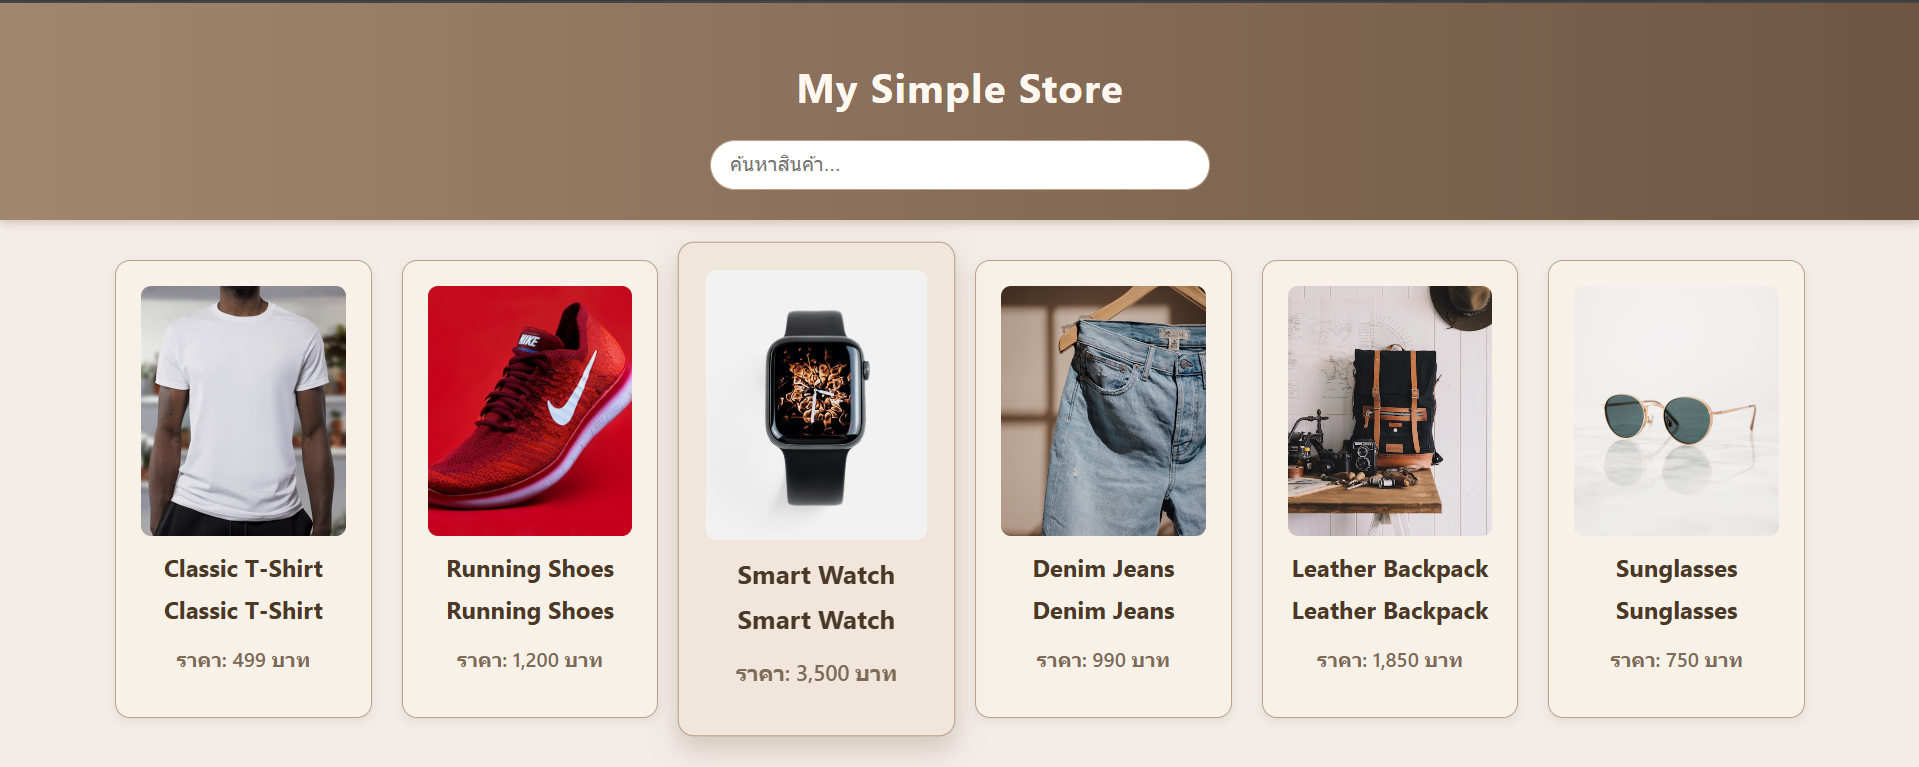 My Simple Store
ค้นหาสินค้า...
NIKE
Classic T-Shirt
Classic T-Shirt
ราคา: 499 บาท
Running Shoes
Running Shoes
ราคา: 1,200 บาท
Smart Watch
Smart Watch
ราคา: 3,500 บาท
Denim Jeans
Denim Jeans
ราคา: 990 บาท
Leather Backpack
Leather Backpack
ราคา: 1,850 บาท
Sunglasses
Sunglasses
ราคา: 750 บาท